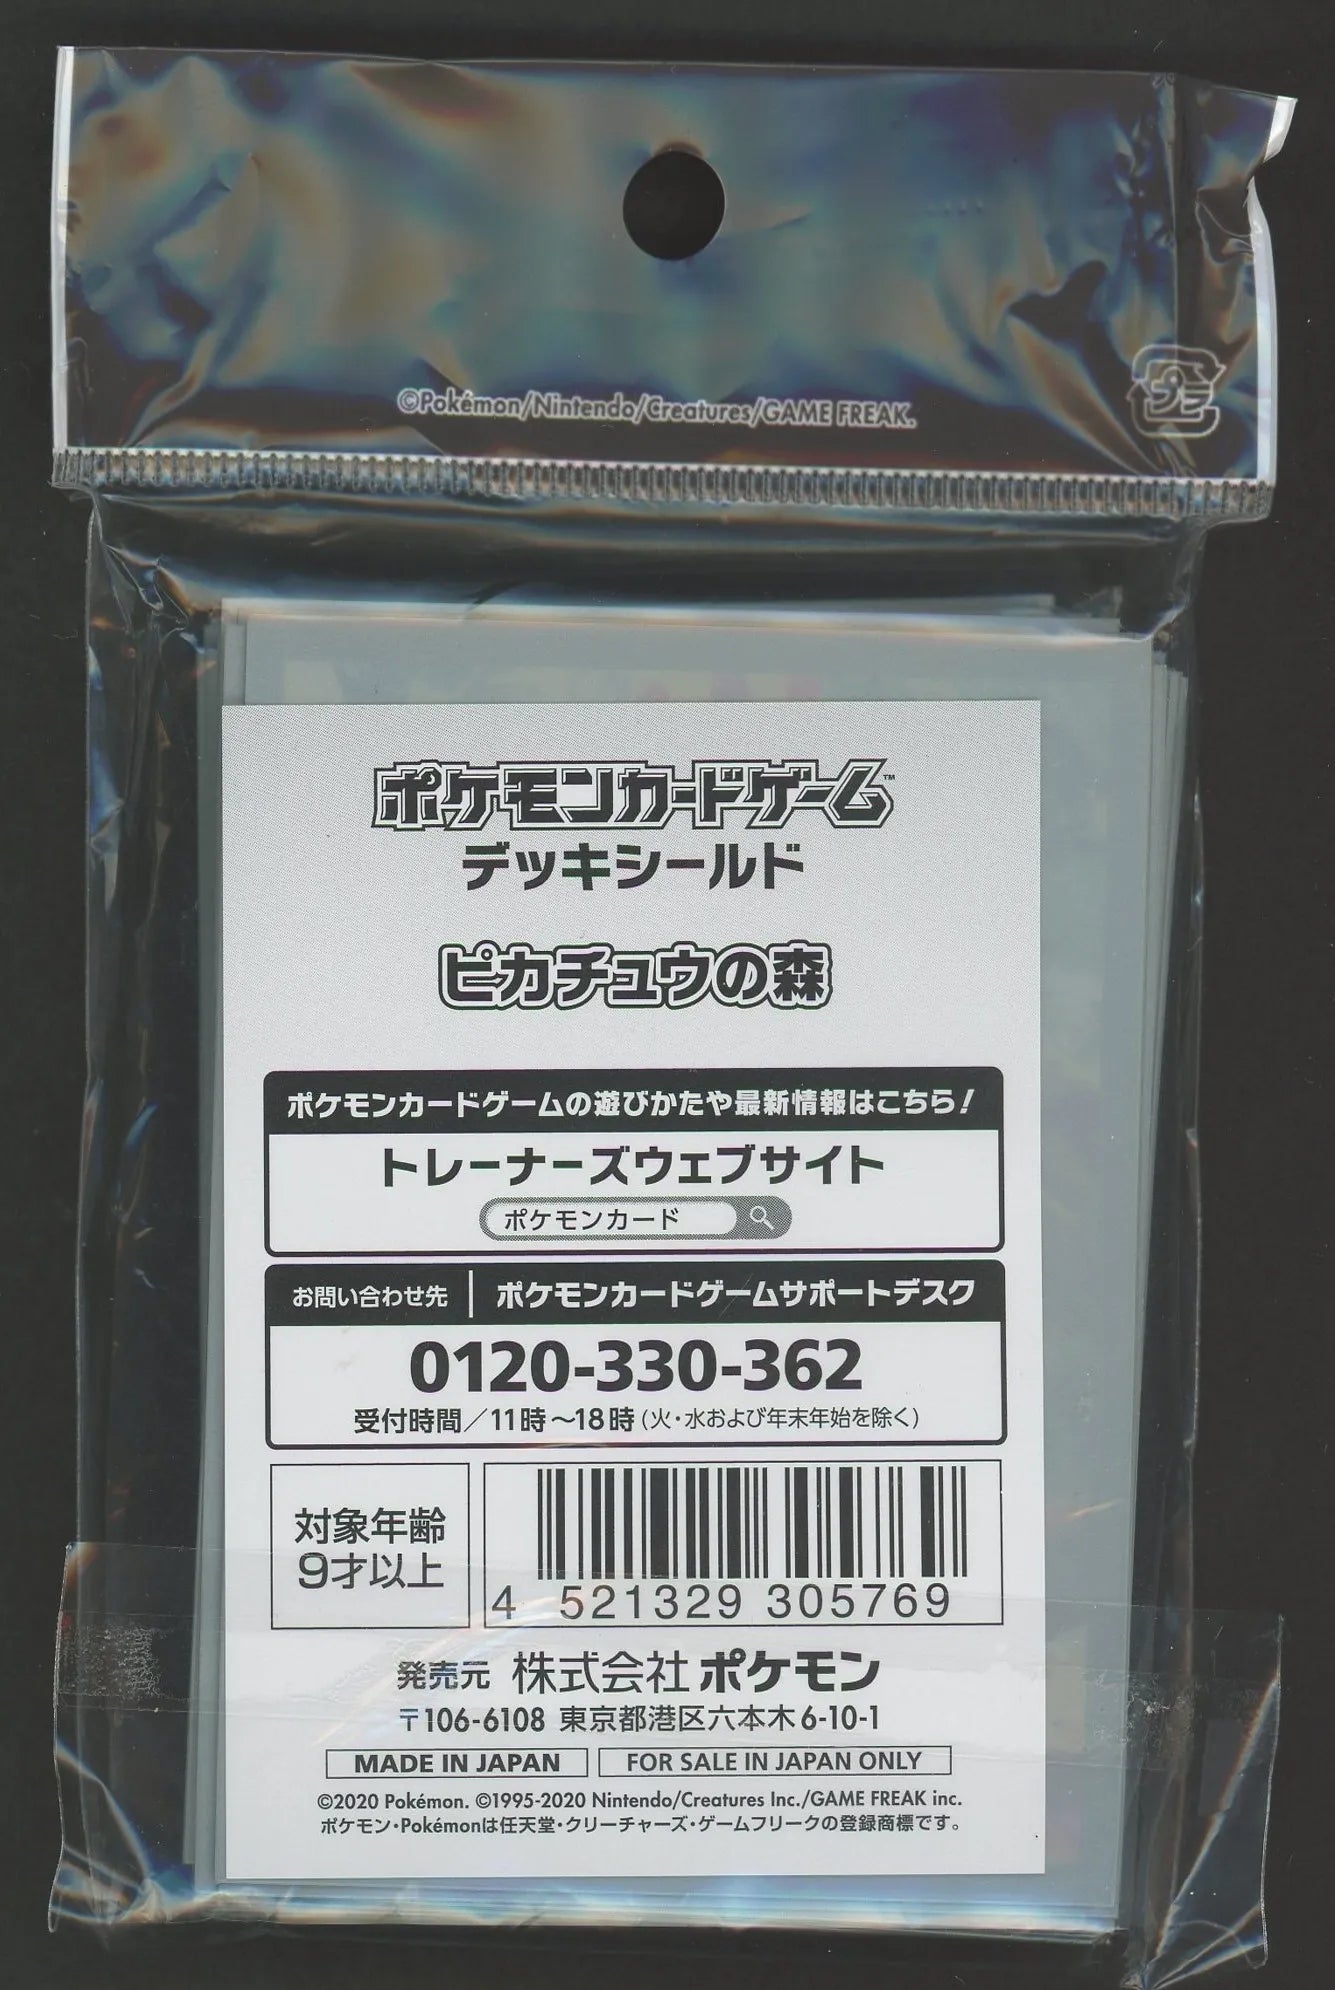 ©Pokémon/Nintendo/Creatures/GAME FREAK.
プラ
ポケモンカードゲーム™
デッキシールド
ピカチュウの森
ポケモンカードゲームの遊びかたや最新情報はこちら!
トレーナーズウェブサイト
ポケモンカード
お問い合わせ先 ポケモンカードゲームサポートデスク
0120-330-362
受付時間／11時～18時(火・水および年末年始を除く)
対象年齢
9才以上
4 521329 305769
発売元 株式会社ポケモン
〒106-6108 東京都港区六本木6-10-1
MADE IN JAPAN FOR SALE IN JAPAN ONLY
©2020 Pokémon. ©1995-2020 Nintendo/Creatures Inc./GAME FREAK inc.
ポケモン・Pokémonは任天堂・クリーチャーズ・ゲームフリークの登録商標です。